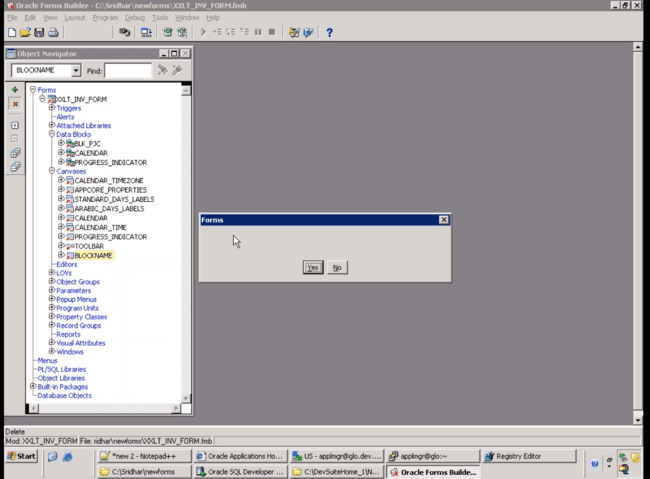 Oracle Forms Builder - C:\Sridhar\newforms\XXLT_INV_FORM.fmb
File Edit View Layout Program Debug Tools Window Help
Object Navigator
BLOCKNAME Find:
Forms
XXLT_INV_FORM
Triggers
Alerts
Attached Libraries
Data Blocks
BLK_PJC
CALENDAR
PROGRESS_INDICATOR
Canvases
CALENDAR_TIMEZONE
APPCORE_PROPERTIES
STANDARD_DAYS_LABELS
ARABIC_DAYS_LABELS
CALENDAR
CALENDAR_TIME
PROGRESS_INDICATOR
TOOLBAR
BLOCKNAME
Editors
LOVs
Object Groups
Parameters
Popup Menus
Program Units
Property Classes
Record Groups
Reports
Visual Attributes
Windows
Menus
PL/SQL Libraries
Object Libraries
Built-in Packages
Database Objects
Forms
Yes No
Delete
Mod: XXLT_INV_FORM File: ridhar\newforms\XXLT_INV_FORM.fmb
Start *new 2 - Notepad++ Oracle Applications Ho... US - applmgr@glo.dev.... applmgr@glo:~ Registry Editor
C:\Sridhar\newforms Oracle SQL Developer ... C:\DevSuiteHome_1\N... Oracle Forms Builde...